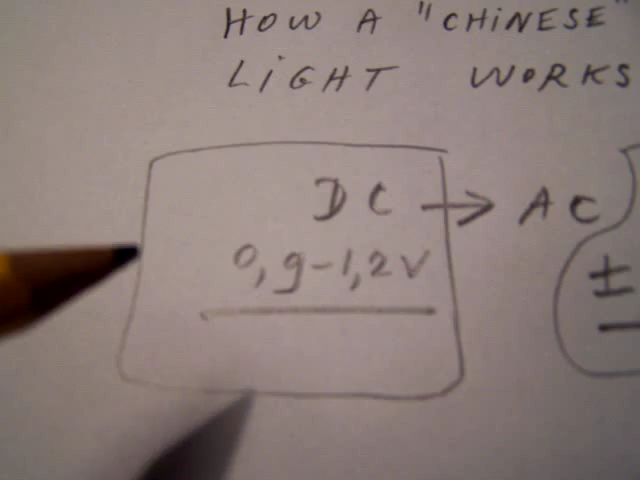 HOW A "CHINESE"
LIGHT WORKS
DC → AC
0,9-1,2V
±